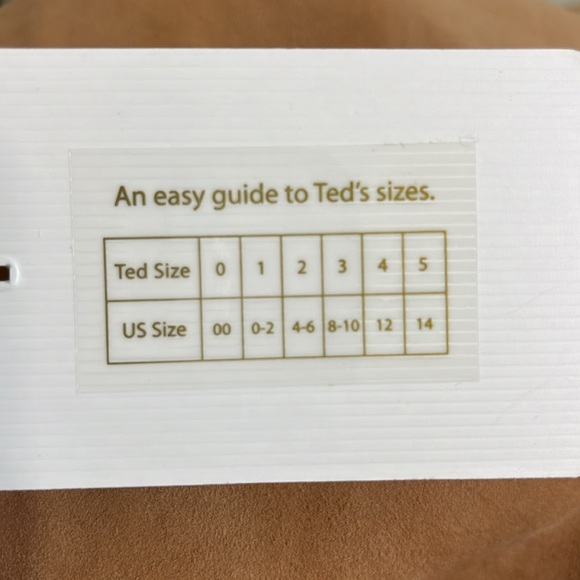 An easy guide to Ted's sizes.
Ted Size 0 1 2 3 4 5
US Size 00 0-2 4-6 8-10 12 14